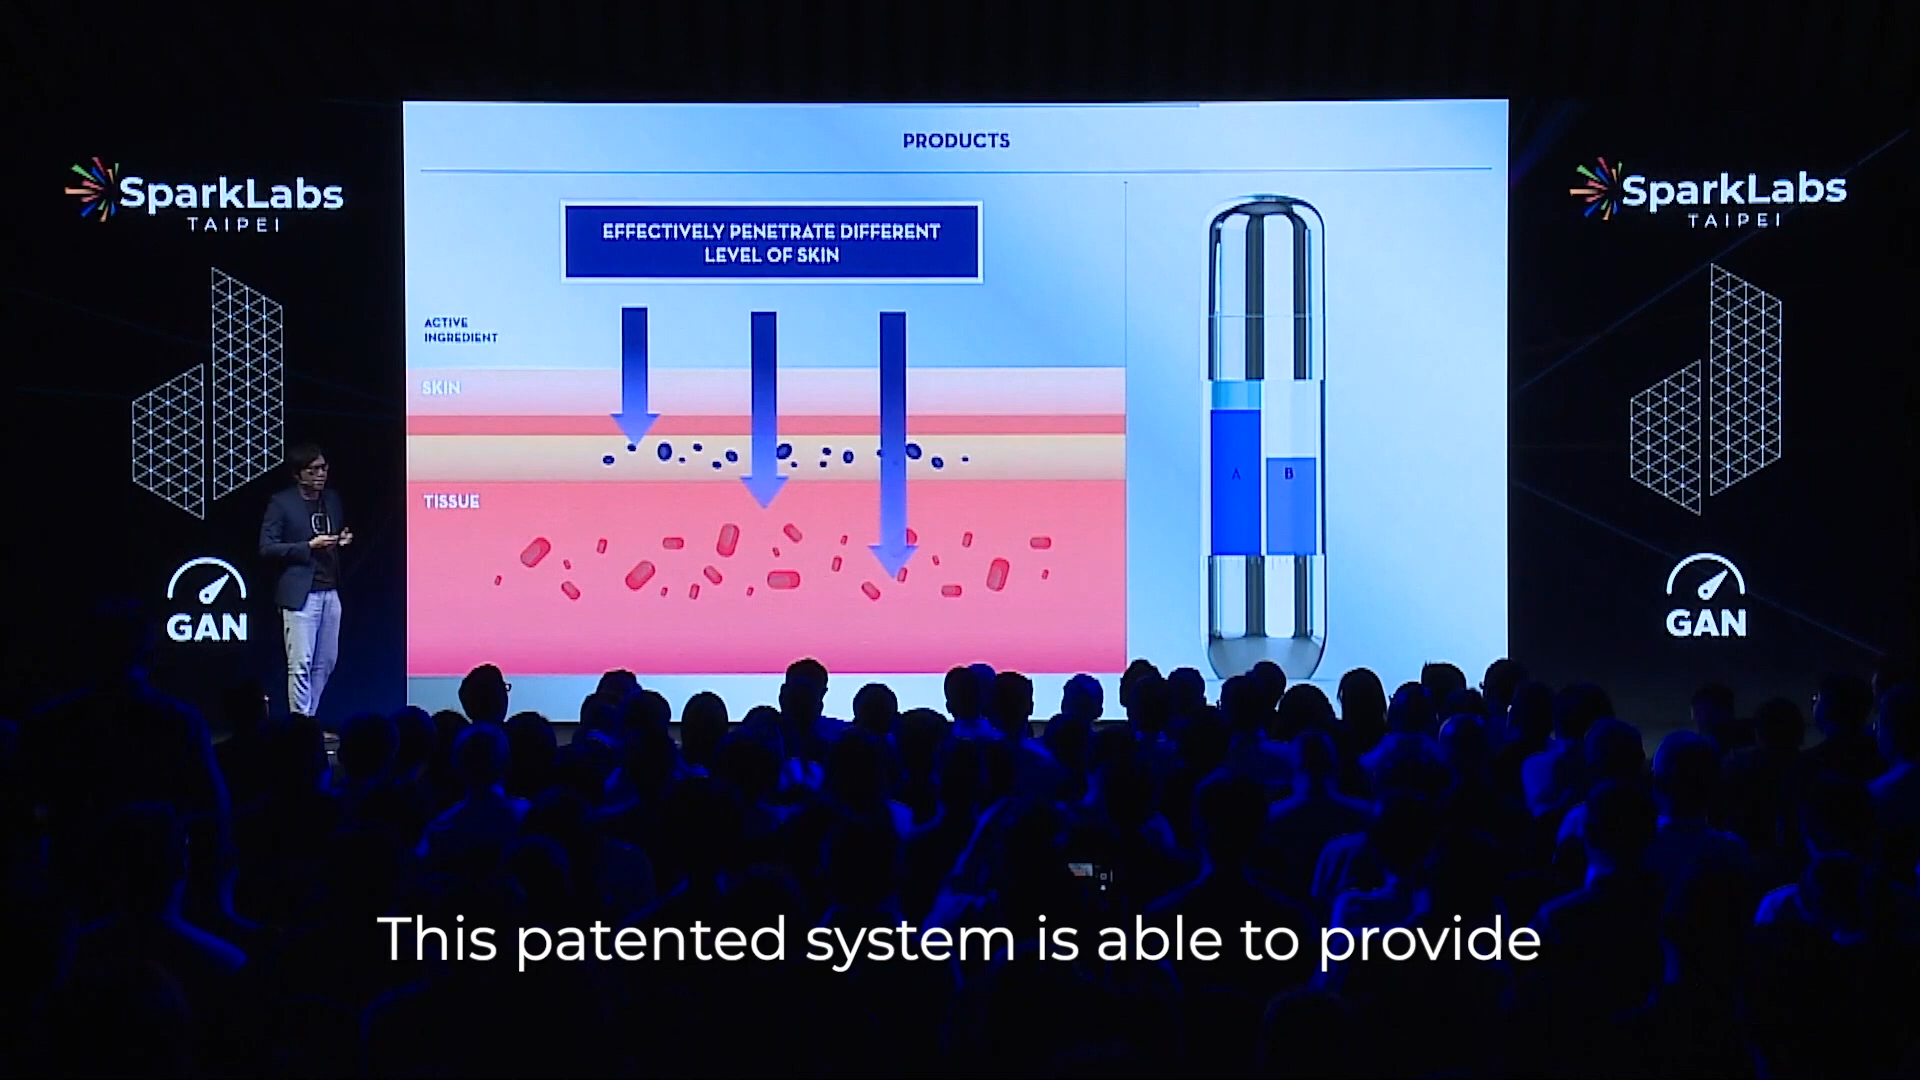 PRODUCTS
SparkLabs
TAIPEI
GAN
EFFECTIVELY PENETRATE DIFFERENT
LEVEL OF SKIN
ACTIVE
INGREDIENT
SKIN
TISSUE
A
B
SparkLabs
TAIPEI
GAN
This patented system is able to provide